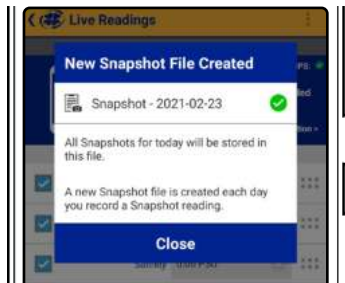 Live Readings
New Snapshot File Created
Snapshot - 2021-02-23
All Snapshots for today will be stored in
this file.
A new Snapshot file is created each day
you record a Snapshot reading.
Close